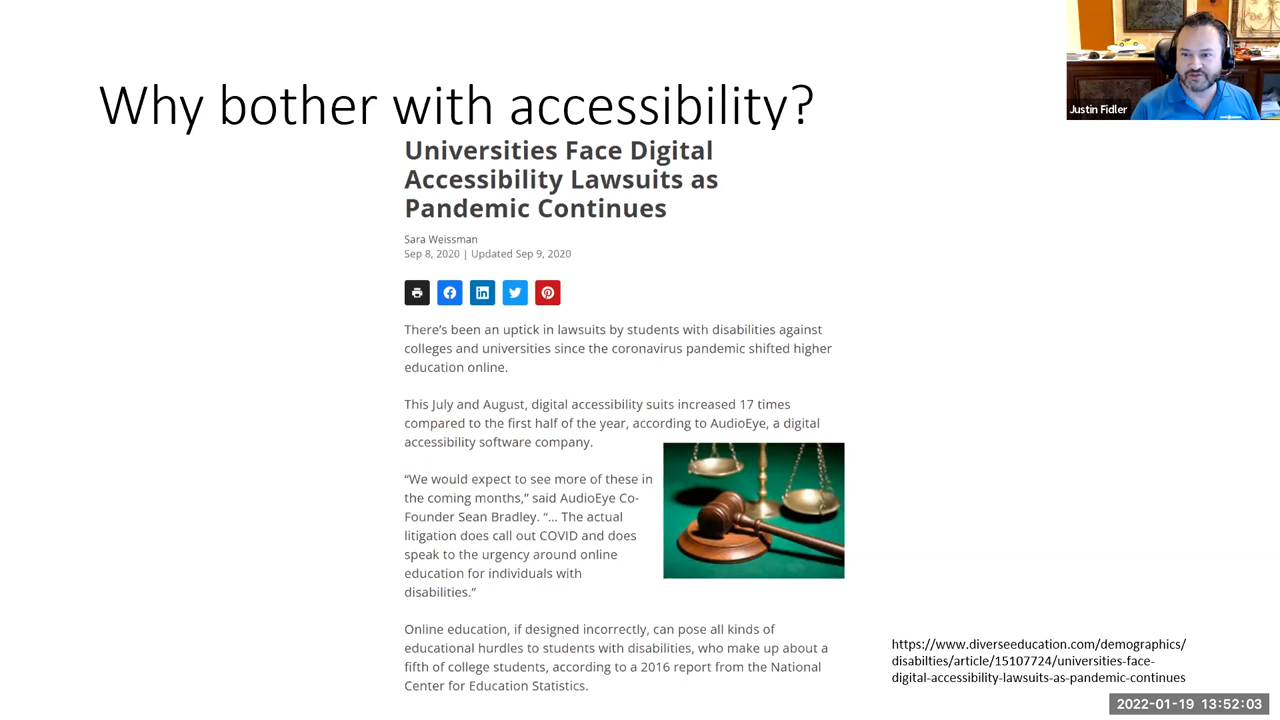 Why bother with accessibility?
Justin Fidler
Universities Face Digital
Accessibility Lawsuits as
Pandemic Continues
Sara Weissman
Sep 8, 2020 | Updated Sep 9, 2020
There's been an uptick in lawsuits by students with disabilities against
colleges and universities since the coronavirus pandemic shifted higher
education online.
This July and August, digital accessibility suits increased 17 times
compared to the first half of the year, according to AudioEye, a digital
accessibility software company.
“We would expect to see more of these in
the coming months,” said AudioEye Co-
Founder Sean Bradley. “... The actual
litigation does call out COVID and does
speak to the urgency around online
education for individuals with
disabilities.”
Online education, if designed incorrectly, can pose all kinds of
educational hurdles to students with disabilities, who make up about a
fifth of college students, according to a 2016 report from the National
Center for Education Statistics.
https://www.diverseeducation.com/demographics/
disabilties/article/15107724/universities-face-
digital-accessibility-lawsuits-as-pandemic-continues
2022-01-19 13:52:03